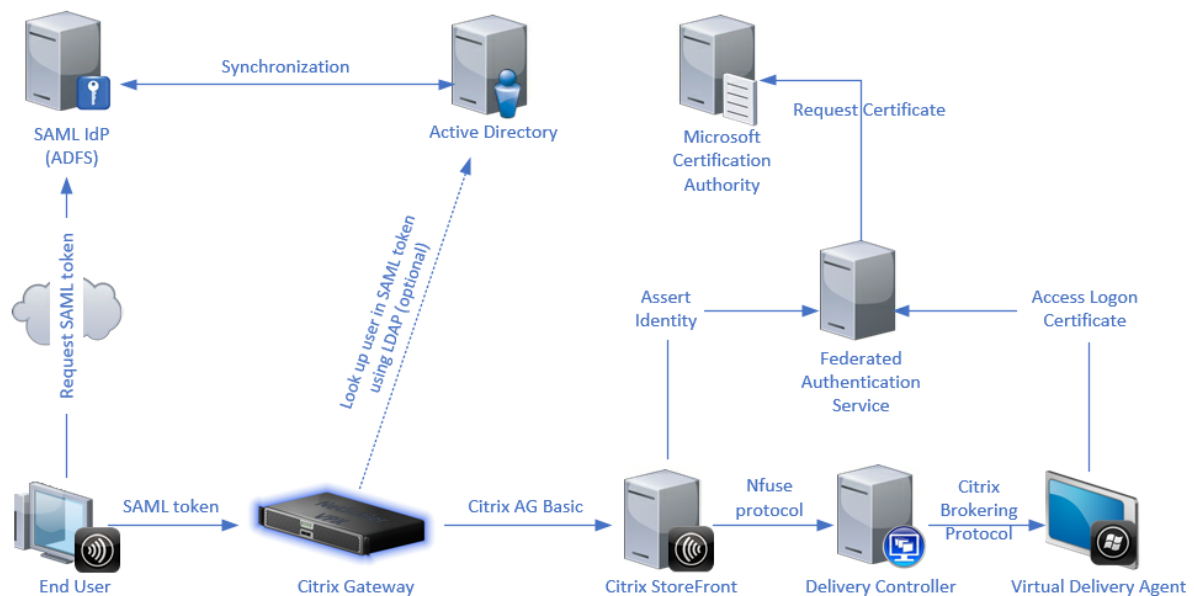 Synchronization
SAML IdP
(ADFS)
Active Directory
Request Certificate
Microsoft
Certification
Authority
Request SAML token
Look up user in SAML token
using LDAP (optional)
Assert
Identity
Access Logon
Certificate
Federated
Authentication
Service
SAML token
Citrix AG Basic
Nfuse
protocol
Citrix
Brokering
Protocol
End User
Citrix Gateway
Citrix StoreFront
Delivery Controller
Virtual Delivery Agent